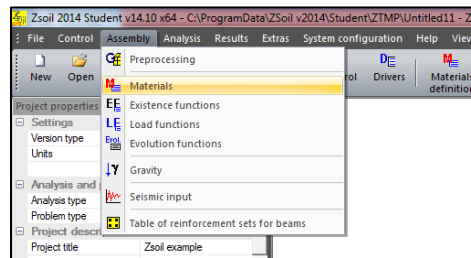 Zsoil 2014 Student v14.10 x64 - C:\ProgramData\ZSoil v2014\Student\ZTMP\Untitled11 - Z
File Control Assembly Analysis Results Extras System configuration Help View
New Open Drivers Materials
definition
Preprocessing
Materials
Existence functions
Load functions
Evolution functions
Gravity
Seismic input
Table of reinforcement sets for beams
Project properties
Settings
Version type
Units
Analysis and
Analysis type
Problem type
Project descr
Project title Zsoil example